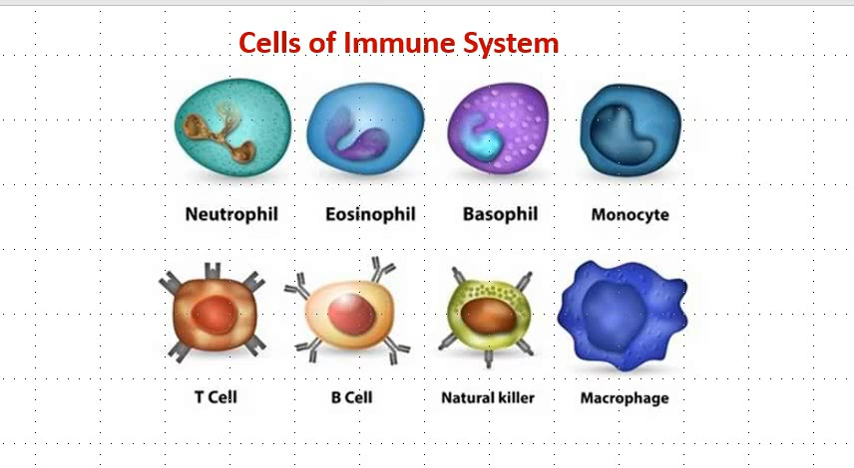 Cells of Immune System
Neutrophil Eosinophil Basophil Monocyte
T Cell B Cell Natural killer Macrophage